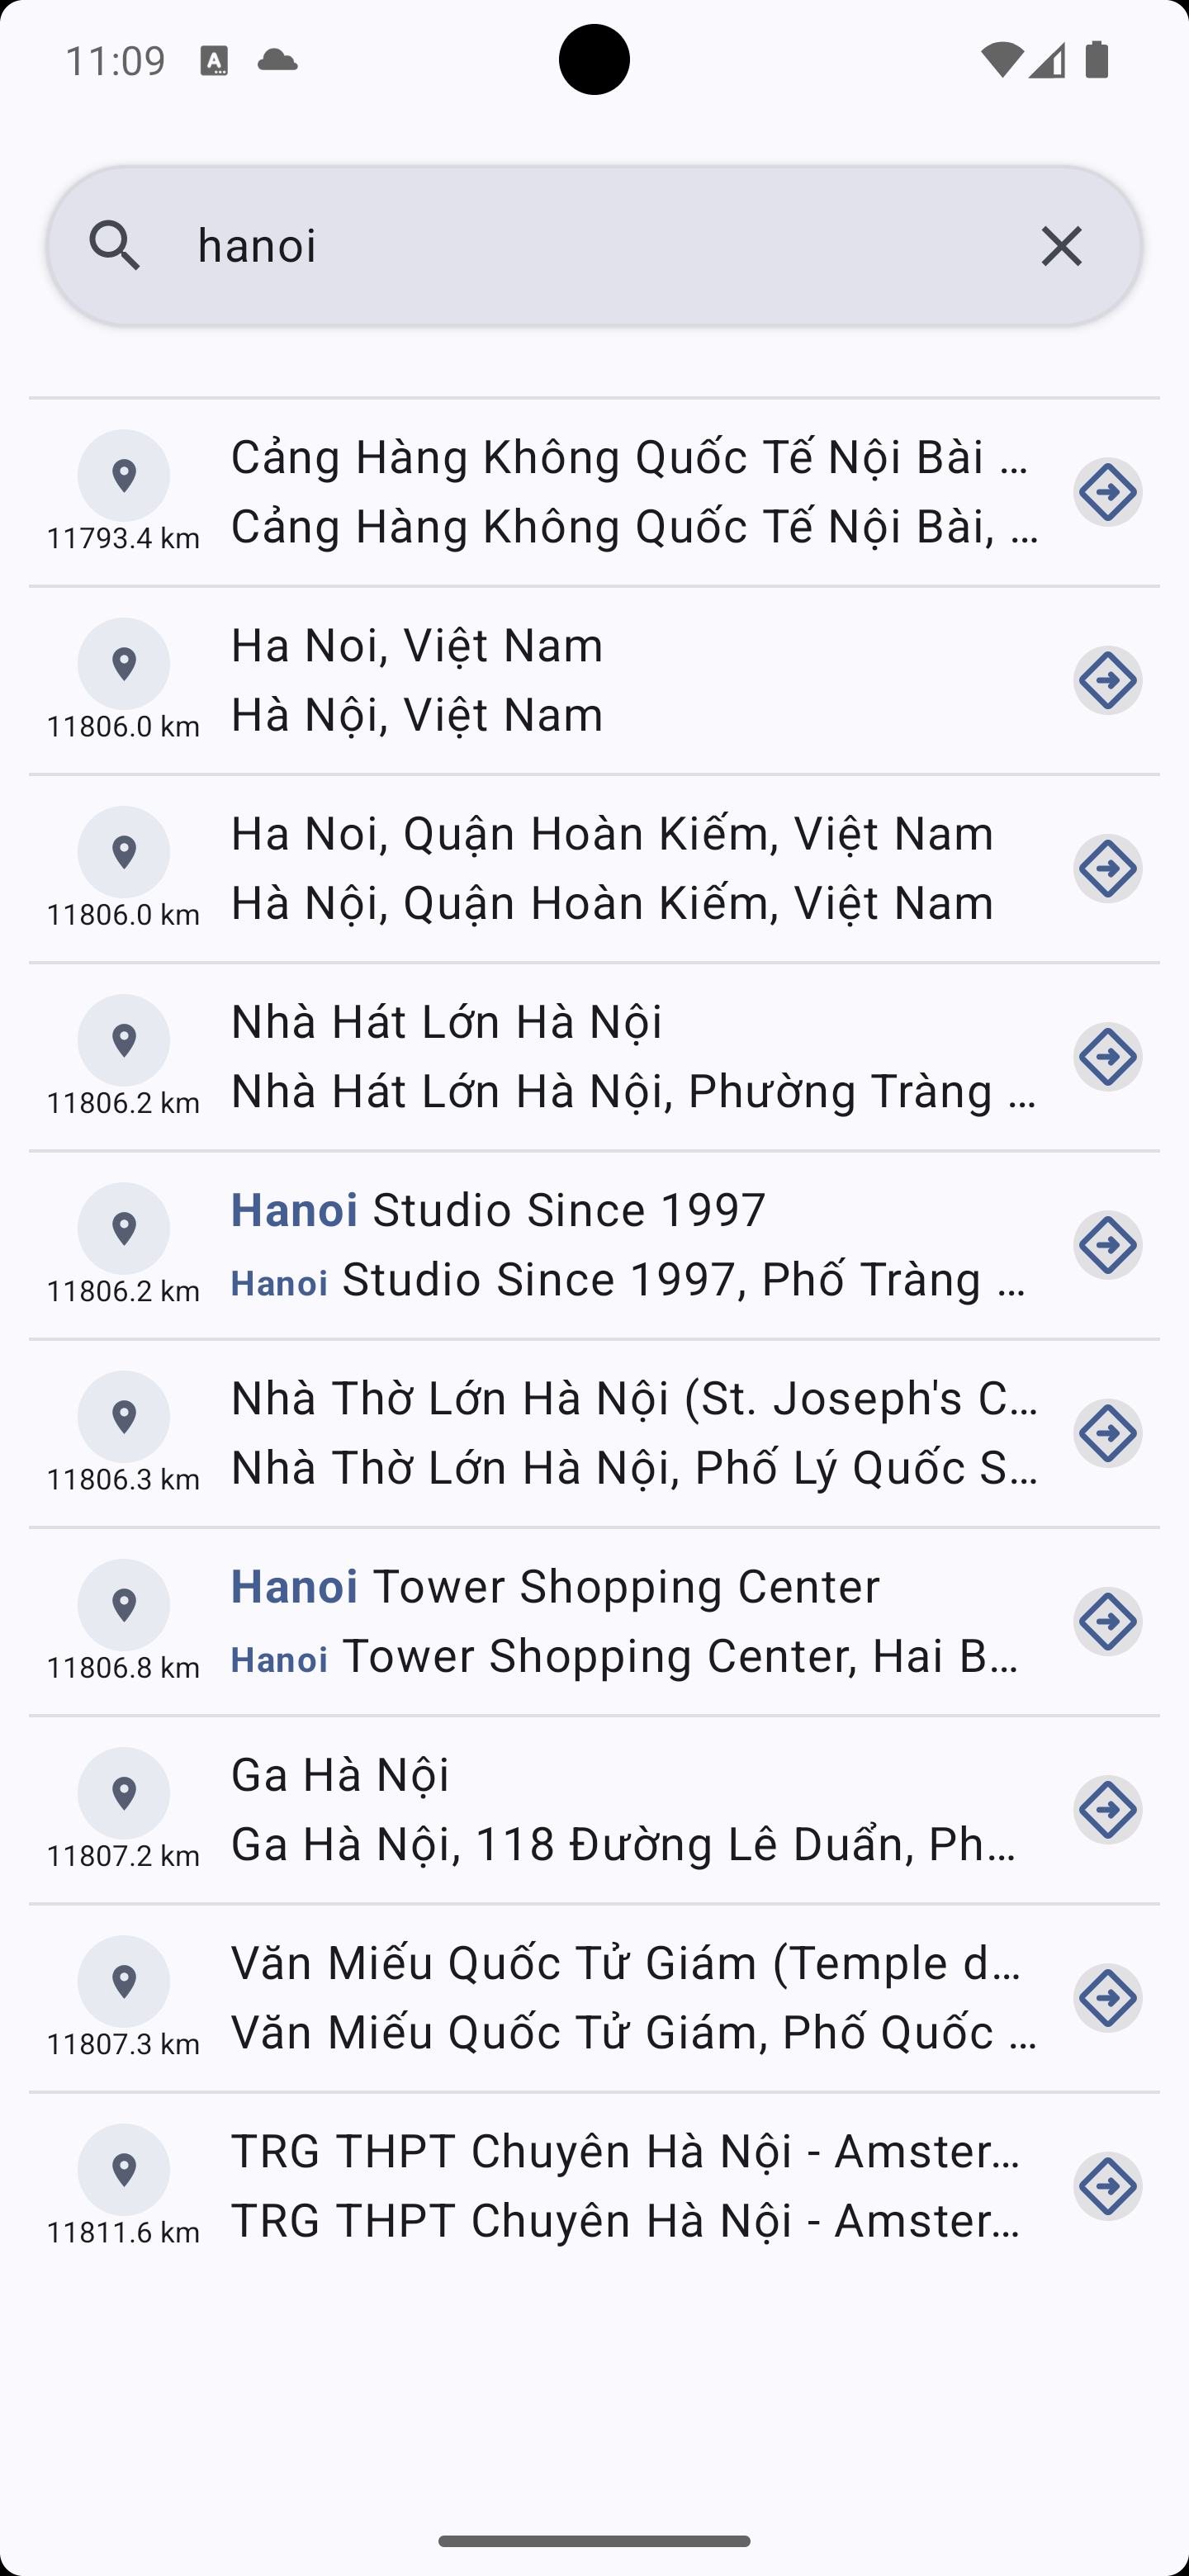 11:09
hanoi
Cảng Hàng Không Quốc Tế Nội Bài ...
11793.4 km
Cảng Hàng Không Quốc Tế Nội Bài, ...
Ha Noi, Việt Nam
11806.0 km
Hà Nội, Việt Nam
Ha Noi, Quận Hoàn Kiếm, Việt Nam
11806.0 km
Hà Nội, Quận Hoàn Kiếm, Việt Nam
Nhà Hát Lớn Hà Nội
11806.2 km
Nhà Hát Lớn Hà Nội, Phường Tràng ...
Hanoi Studio Since 1997
11806.2 km
Hanoi Studio Since 1997, Phố Tràng ...
Nhà Thờ Lớn Hà Nội (St. Joseph's C...
11806.3 km
Nhà Thờ Lớn Hà Nội, Phố Lý Quốc S...
Hanoi Tower Shopping Center
11806.8 km
Hanoi Tower Shopping Center, Hai B...
Ga Hà Nội
11807.2 km
Ga Hà Nội, 118 Đường Lê Duẩn, Ph...
Văn Miếu Quốc Tử Giám (Temple d...
11807.3 km
Văn Miếu Quốc Tử Giám, Phố Quốc ...
TRG THPT Chuyên Hà Nội - Amster...
11811.6 km
TRG THPT Chuyên Hà Nội - Amster...